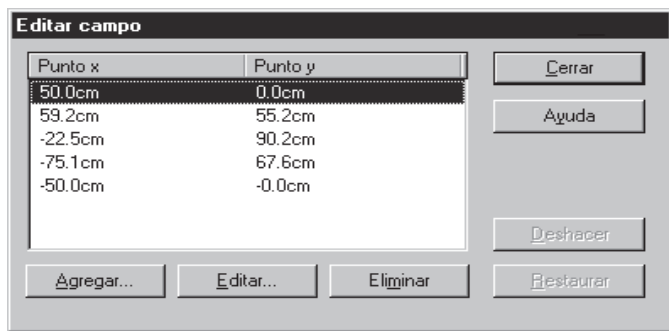 Editar campo
Punto x Punto y
50.0cm 0.0cm
59.2cm 55.2cm
-22.5cm 90.2cm
-75.1cm 67.6cm
-50.0cm -0.0cm
Cerrar
Ayuda
Deshacer
Agregar... Editar... Eliminar Restaurar